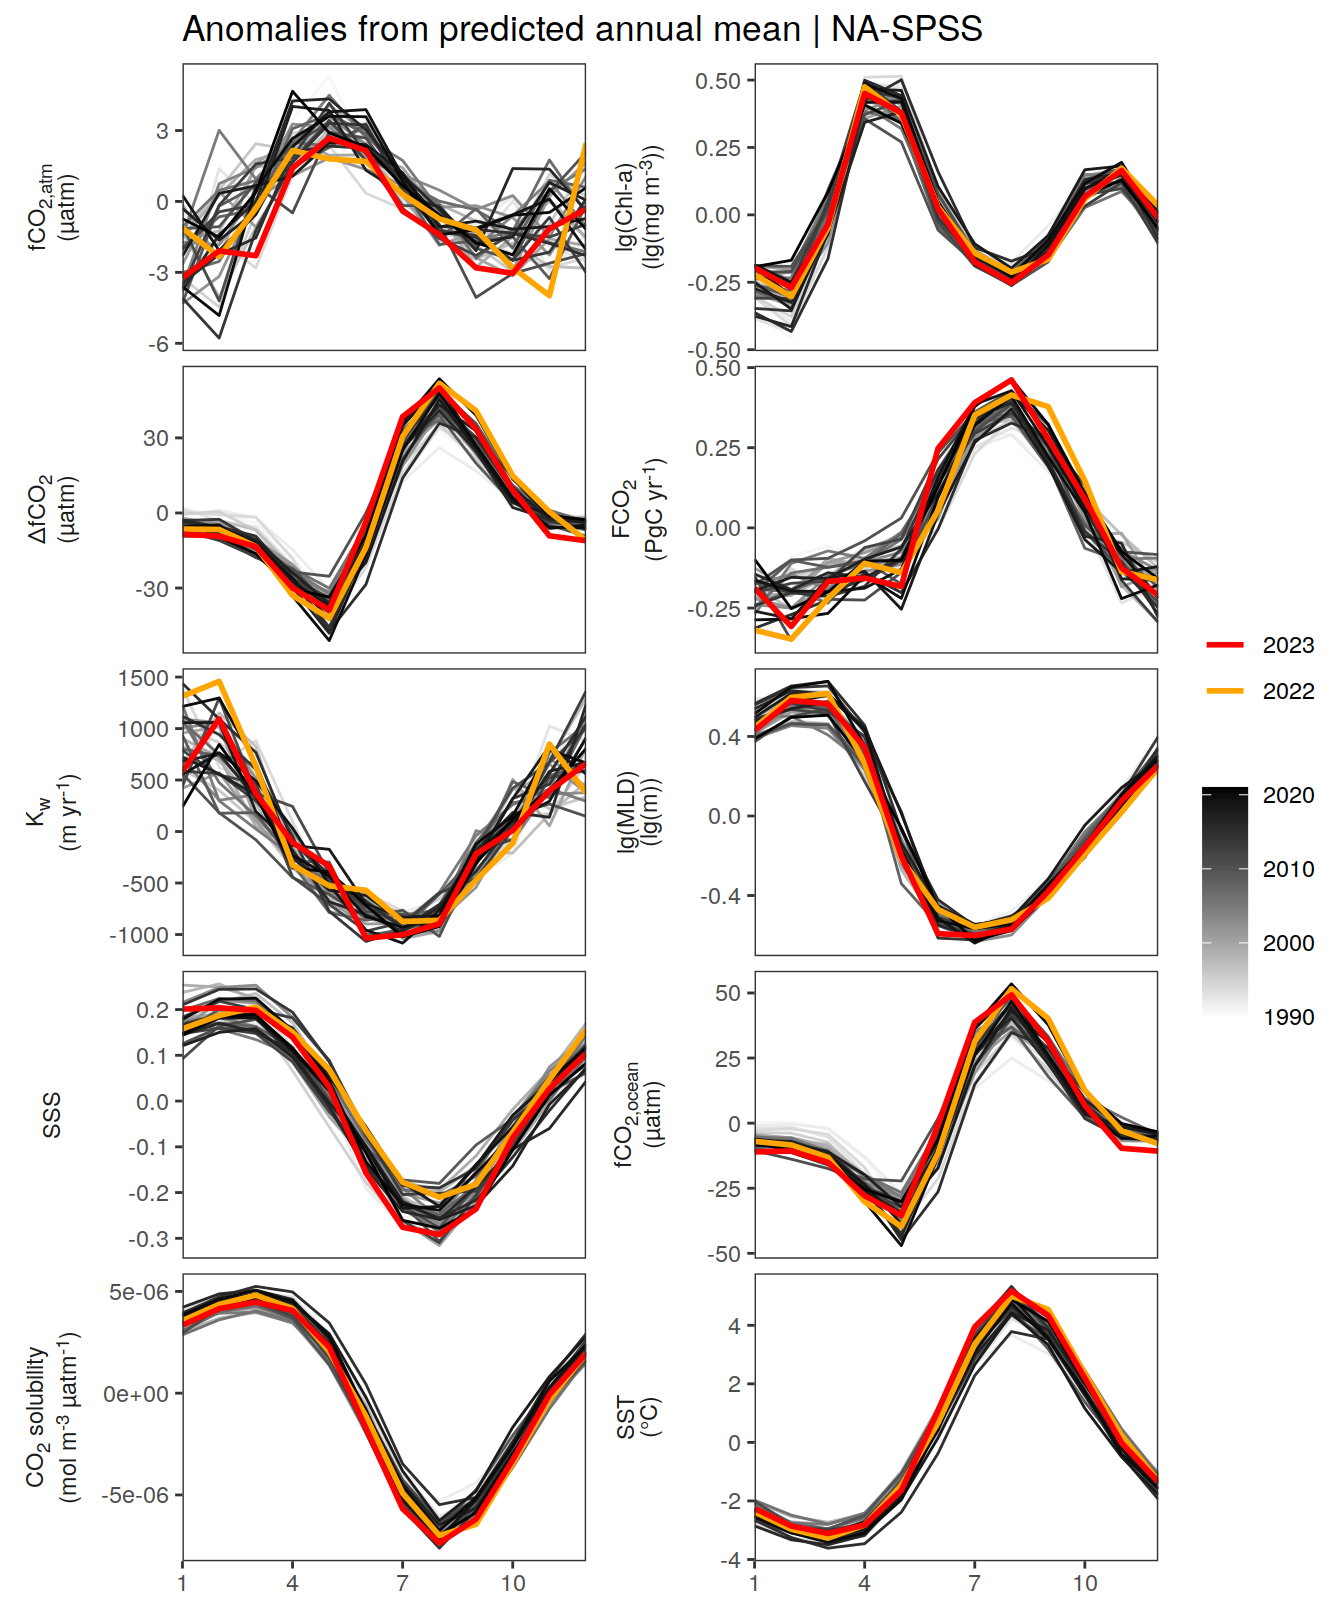 Anomalies from predicted annual mean | NA-SPSS
fCO2,atm
(µatm)
3
0
-3
-6
lg(Chl-a)
(lg(mg m-3))
0.50
0.25
0.00
-0.25
-0.50
ΔfCO2
(µatm)
30
0
-30
FCO2
(PgC yr-1)
0.50
0.25
0.00
-0.25
Kw
(m yr-1)
1500
1000
500
0
-500
-1000
lg(MLD)
(lg(m))
0.4
0.0
-0.4
SSS
0.2
0.1
0.0
-0.1
-0.2
-0.3
fCO2,ocean
(µatm)
50
25
0
-25
-50
CO2 solubility
(mol m-3 µatm-1)
5e-06
0e+00
-5e-06
1 4 7 10
SST
(°C)
4
2
0
-2
-4
1 4 7 10
2023
2022
2020
2010
2000
1990